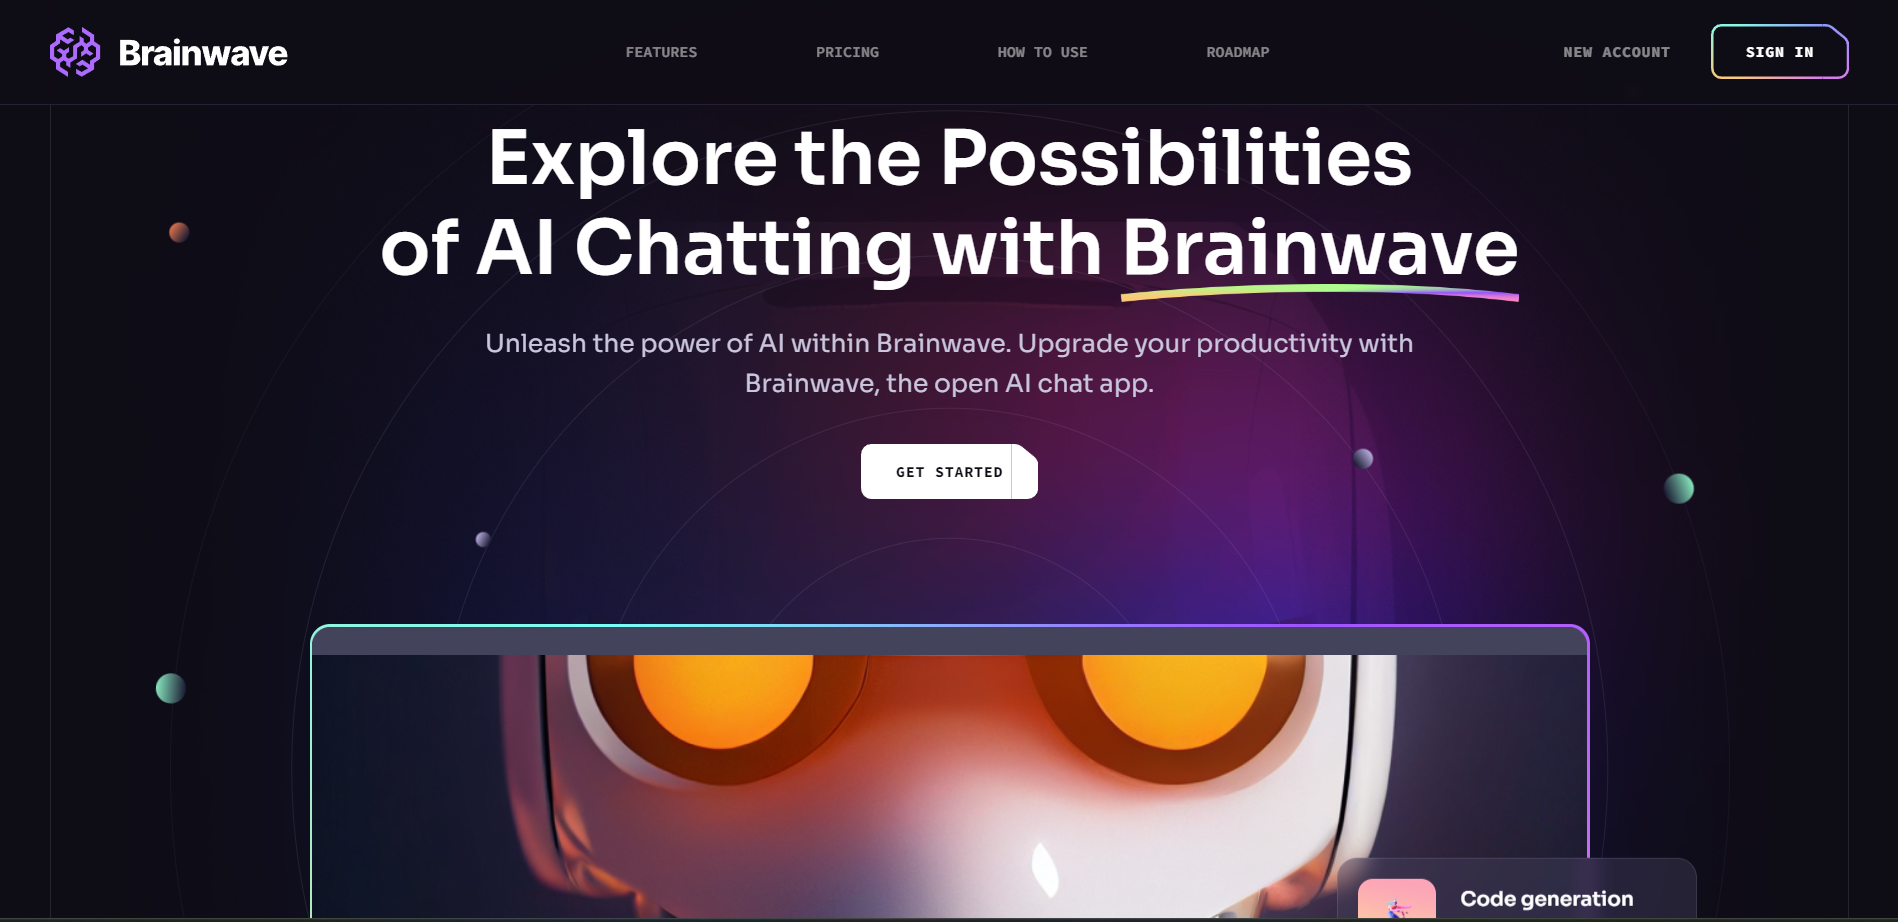 Brainwave
FEATURES
PRICING
HOW TO USE
ROADMAP
NEW ACCOUNT
SIGN IN
Explore the Possibilities
of AI Chatting with Brainwave
Unleash the power of AI within Brainwave. Upgrade your productivity with
Brainwave, the open AI chat app.
GET STARTED
Code generation